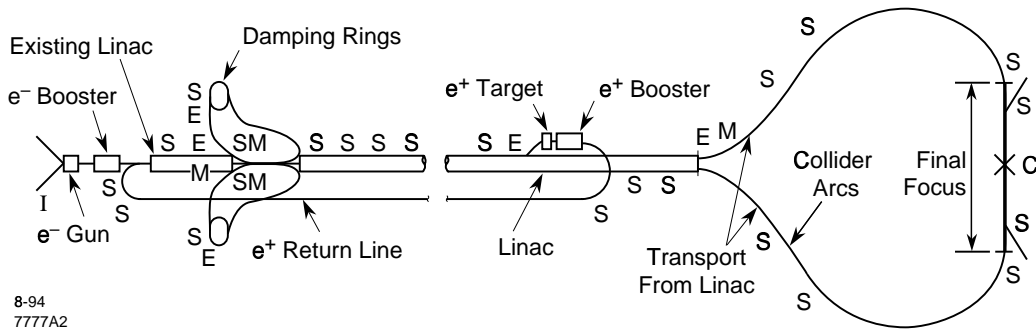 Existing Linac
Damping Rings
e– Booster
e+ Target
e+ Booster
S
S
S
S
S
S
E
S E
SM
S
S
S
S
S
E
E M
M
SM
S
S
S
S
S
S
E
S
S
I
e– Gun
e+ Return Line
Linac
Transport
From Linac
S
S
Collider
Arcs
Final
Focus
C
S
S
8-94
7777A2